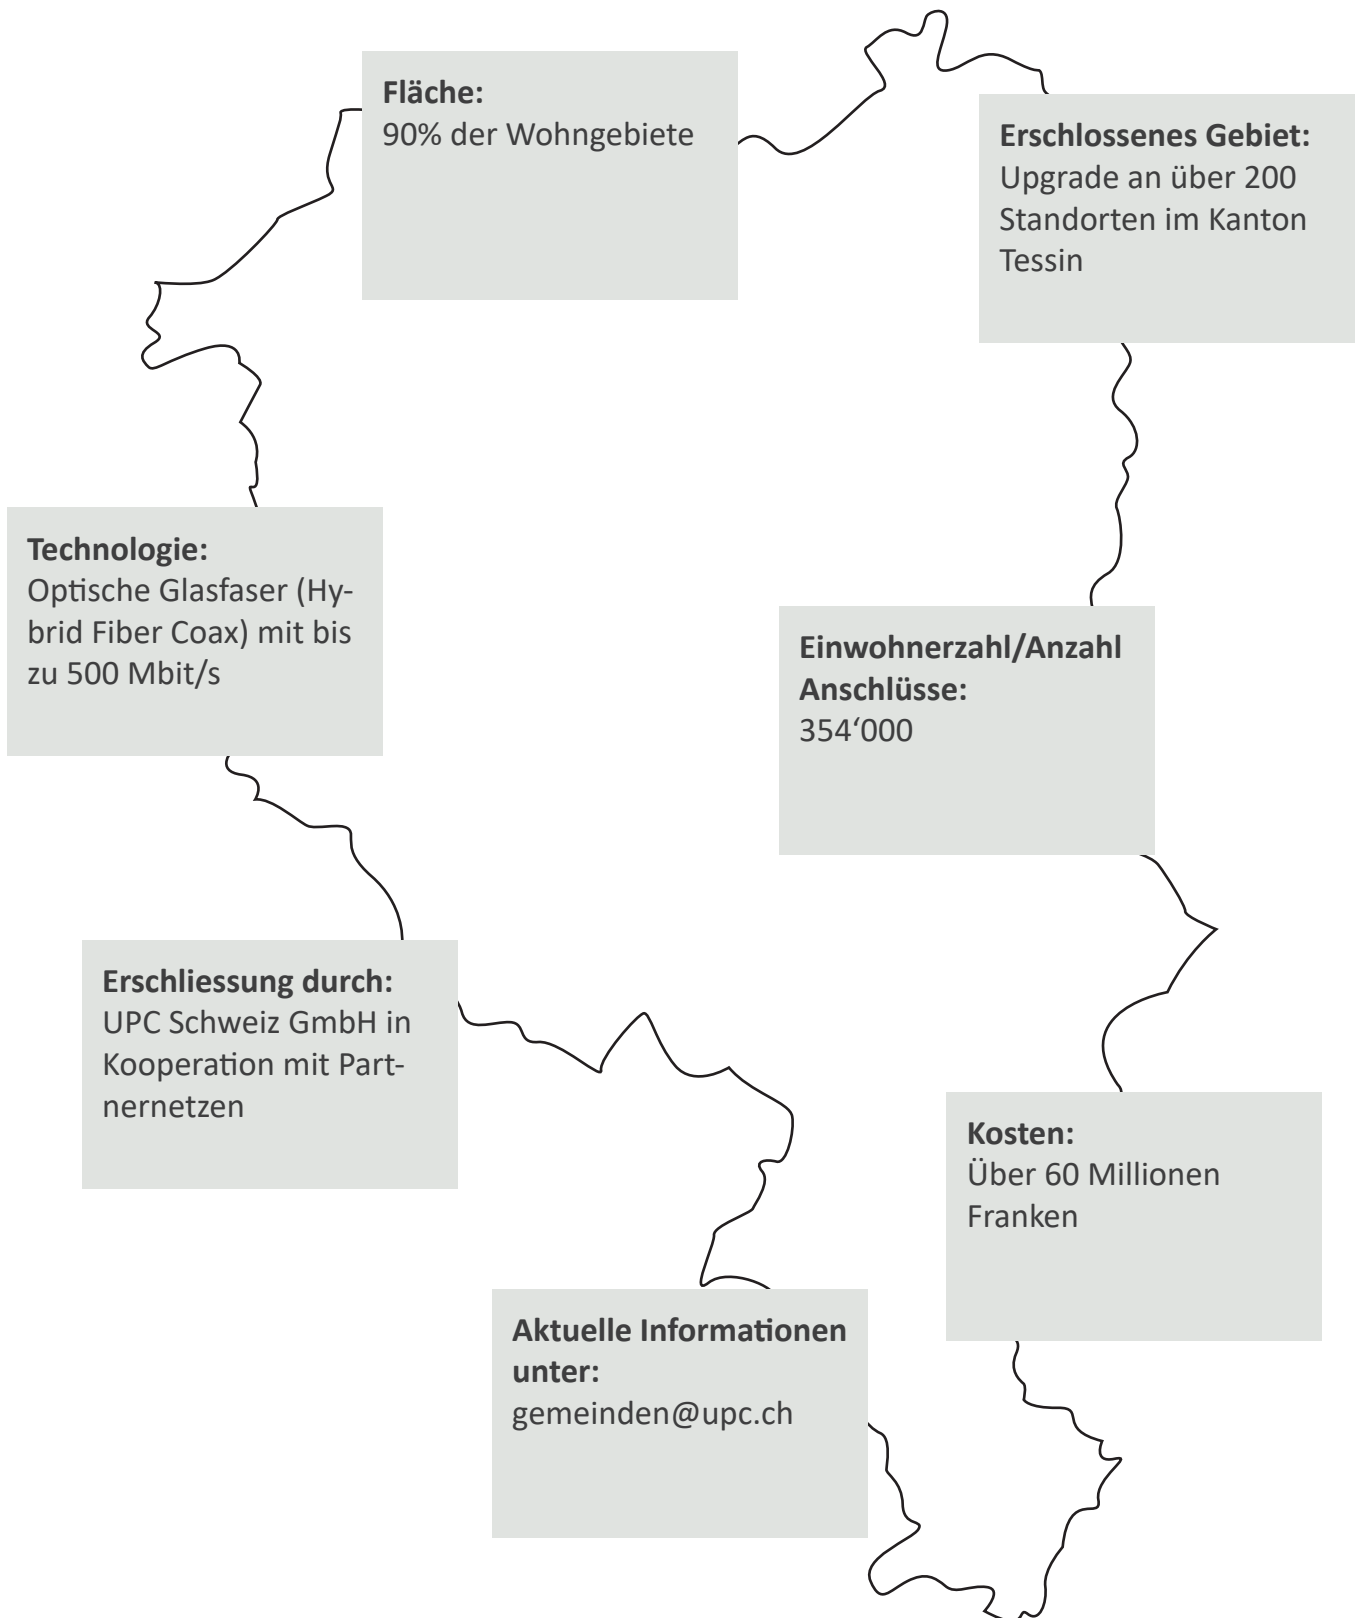 Fläche:
90% der Wohngebiete
Erschlossenes Gebiet:
Upgrade an über 200
Standorten im Kanton
Tessin
Technologie:
Optische Glasfaser (Hy-
brid Fiber Coax) mit bis
zu 500 Mbit/s
Einwohnerzahl/Anzahl
Anschlüsse:
354‘000
Erschliessung durch:
UPC Schweiz GmbH in
Kooperation mit Part-
nernetzen
Kosten:
Über 60 Millionen
Franken
Aktuelle Informationen
unter:
gemeinden@upc.ch